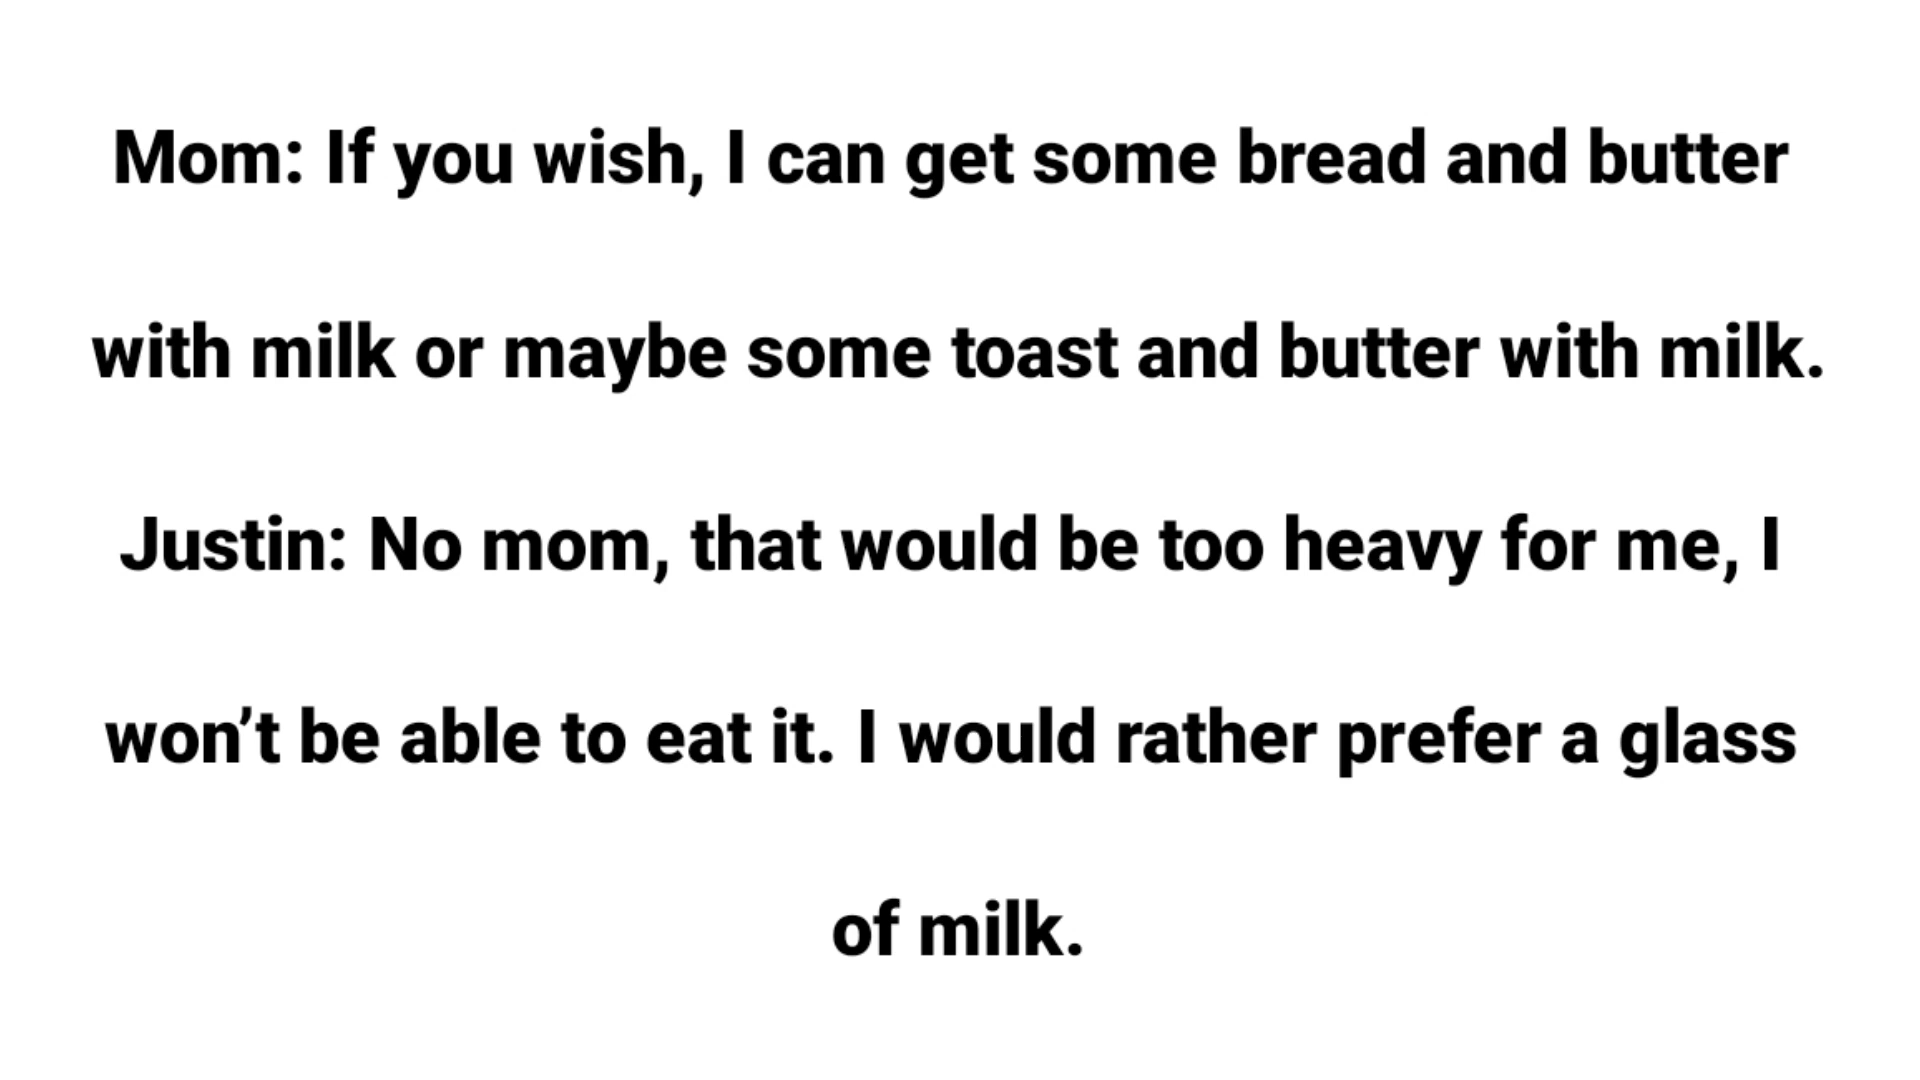 Mom: If you wish, I can get some bread and butter
with milk or maybe some toast and butter with milk.
Justin: No mom, that would be too heavy for me, I
won’t be able to eat it. I would rather prefer a glass
of milk.